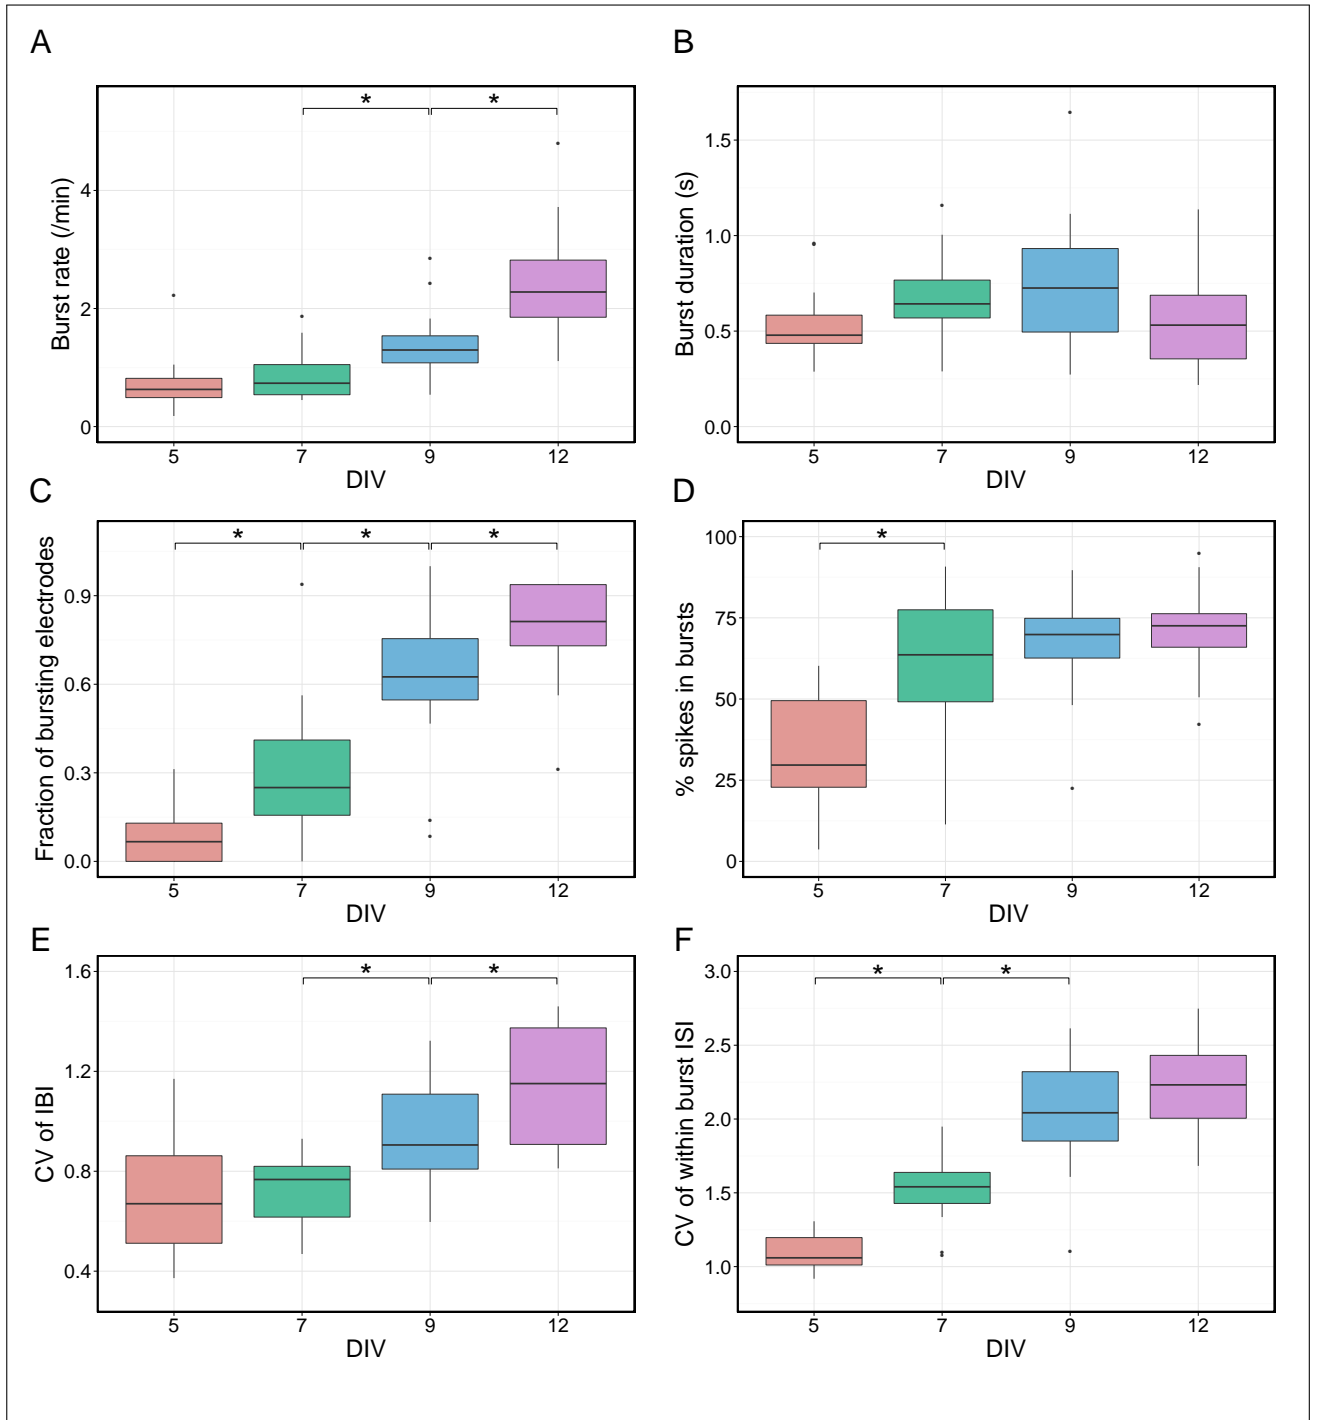 A
B
* *
Burst rate (/min)
4
2
0
5 7 9 12
DIV
Burst duration (s)
1.5
1.0
0.5
0.0
5 7 9 12
DIV
C
D
* * *
Fraction of bursting electrodes
0.9
0.6
0.3
0.0
5 7 9 12
DIV
*
% spikes in bursts
100
75
50
25
0
5 7 9 12
DIV
E
F
* *
CV of IBI
1.6
1.2
0.8
0.4
5 7 9 12
DIV
* *
CV of within burst ISI
3.0
2.5
2.0
1.5
1.0
5 7 9 12
DIV